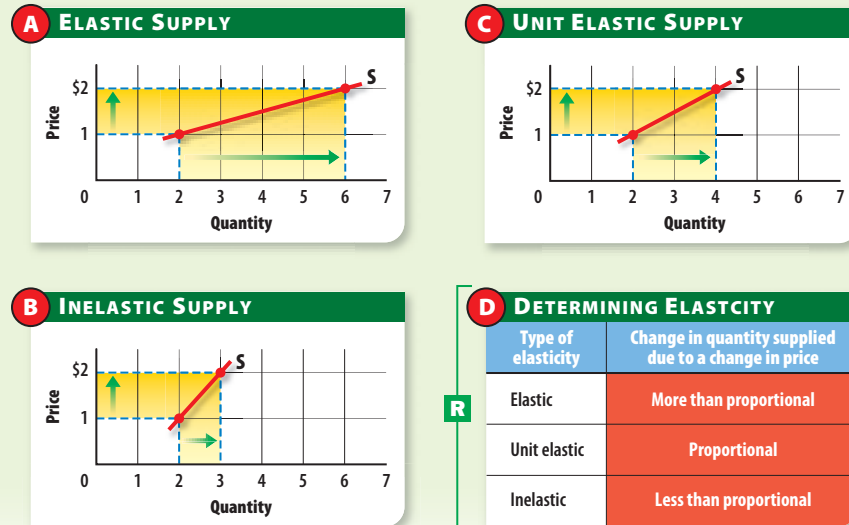 A ELASTIC SUPPLY
Price
$2
1
S
0 1 2 3 4 5 6 7
Quantity
C UNIT ELASTIC SUPPLY
Price
$2
1
S
0 1 2 3 4 5 6 7
Quantity
B INELASTIC SUPPLY
Price
$2
1
S
0 1 2 3 4 5 6 7
Quantity
R
D DETERMINING ELASTCITY
Type of
elasticity
Change in quantity supplied
due to a change in price
Elastic More than proportional
Unit elastic Proportional
Inelastic Less than proportional